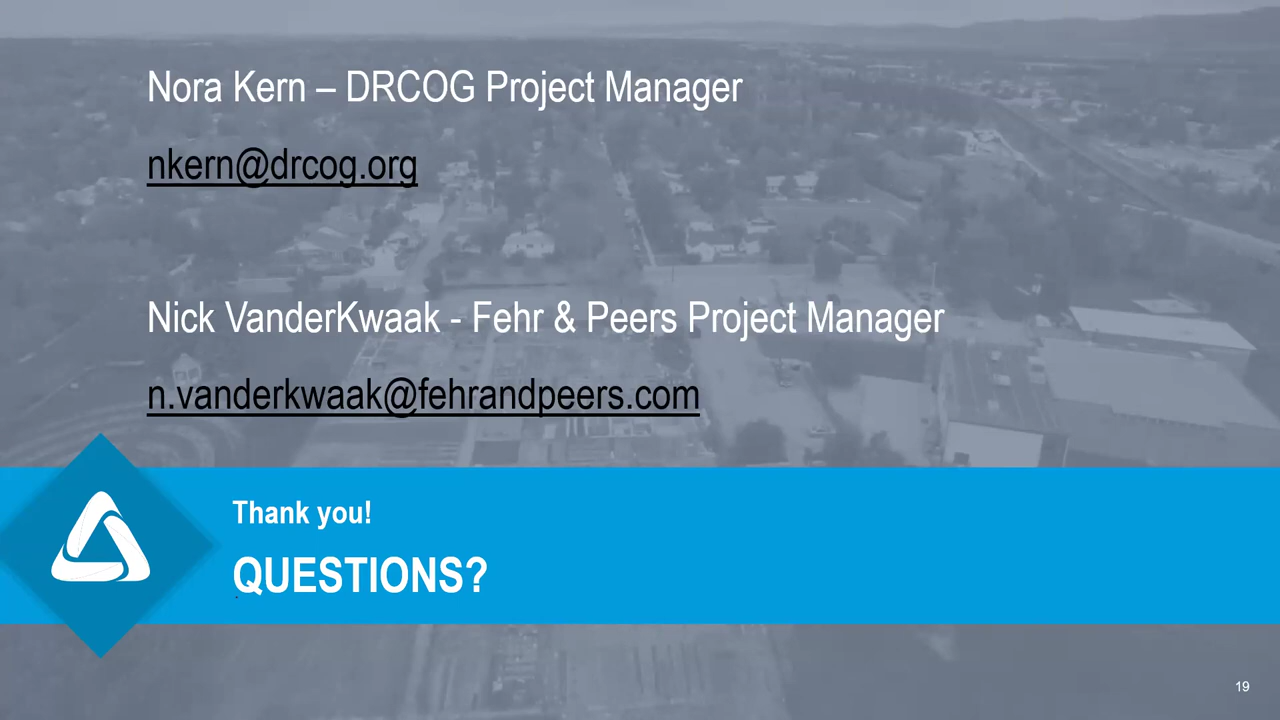 Nora Kern – DRCOG Project Manager
nkern@drcog.org
Nick VanderKwaak - Fehr & Peers Project Manager
n.vanderkwaak@fehrandpeers.com
Thank you!
QUESTIONS?
19